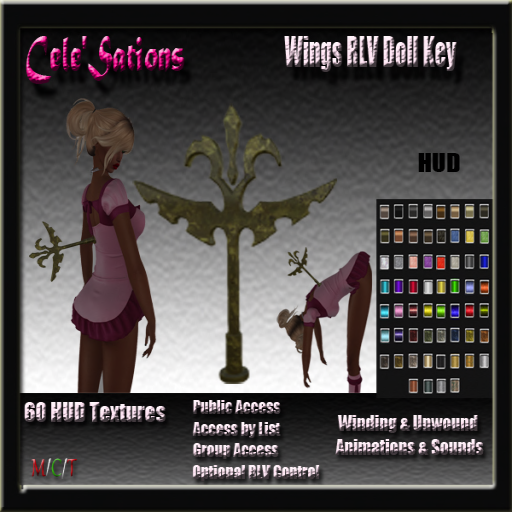 Cele'Sations
Wings RLV Doll Key
HUD
60 HUD Textures
Public Access
Access by List
Group Access
Optional RLV Control
Winding & Unwound
Animations & Sounds
M/C/T